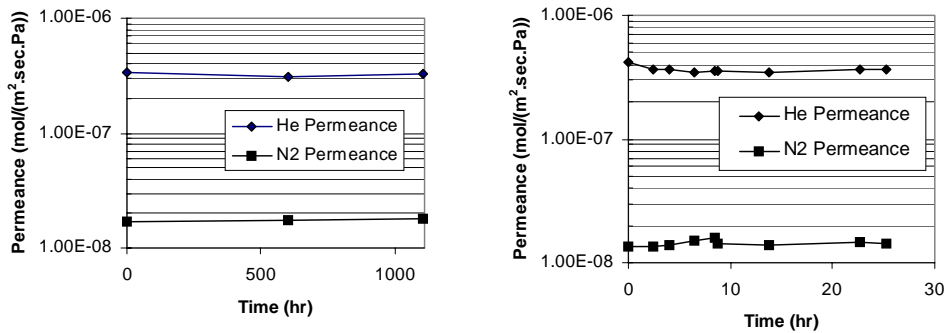 Permeance (mol/(m².sec.Pa))
1.00E-06
1.00E-07
1.00E-08
He Permeance
N2 Permeance
0
500
1000
Time (hr)
Permeance (mol/(m².sec.Pa))
1.00E-06
1.00E-07
1.00E-08
He Permeance
N2 Permeance
0
10
20
30
Time (hr)